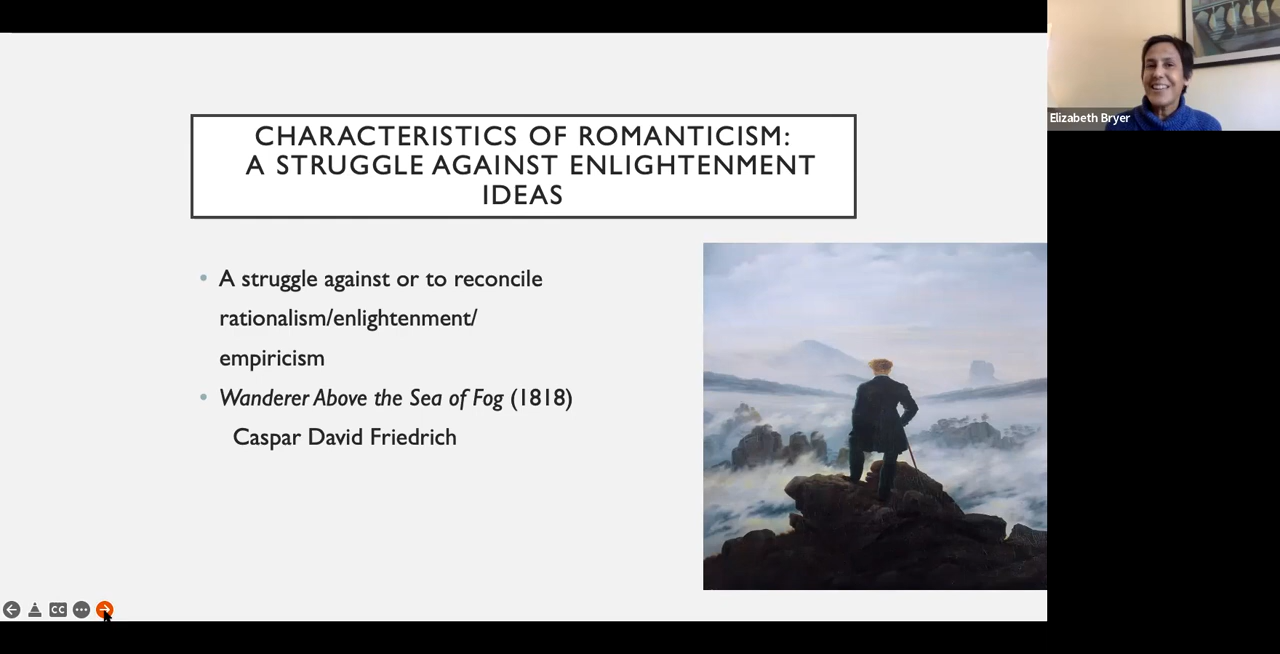 CHARACTERISTICS OF ROMANTICISM:
A STRUGGLE AGAINST ENLIGHTENMENT
IDEAS
A struggle against or to reconcile
rationalism/enlightenment/
empiricism
Wanderer Above the Sea of Fog (1818)
Caspar David Friedrich
Elizabeth Bryer
CC